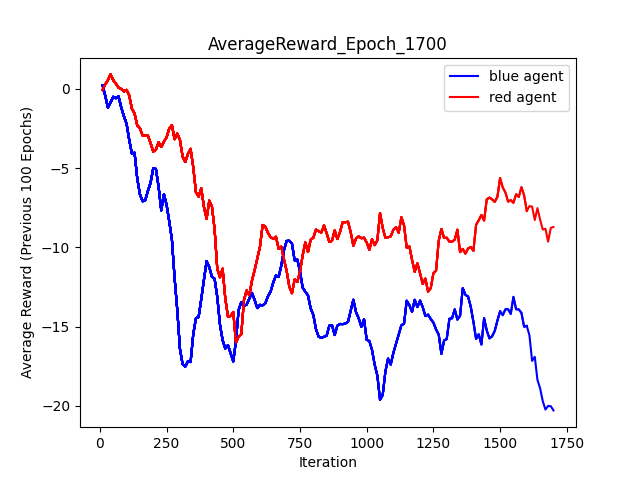 AverageReward_Epoch_1700
blue agent
red agent
0
−5
−10
−15
−20
Average Reward (Previous 100 Epochs)
0 250 500 750 1000 1250 1500 1750
Iteration